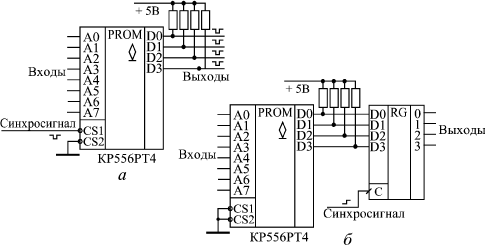 + 5В
A0 PROM D0
A1 D1
A2 D2
A3 D3
A4
A5
A6
A7
Входы
Выходы
Синхросигнал
CS1
CS2
КР556РТ4
а
+ 5В
A0 PROM D0
A1 D1
A2 D2
A3 D3
A4
A5
A6
A7
Входы
CS1
CS2
КР556РТ4
D0 RG 0
D1 1
D2 2
D3 3
C
Выходы
Синхросигнал
б